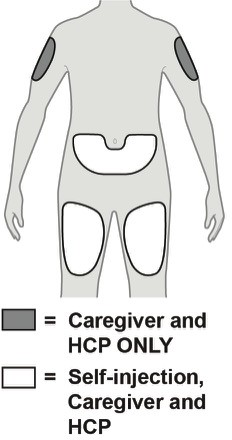 = Caregiver and
HCP ONLY
= Self-injection,
Caregiver and
HCP